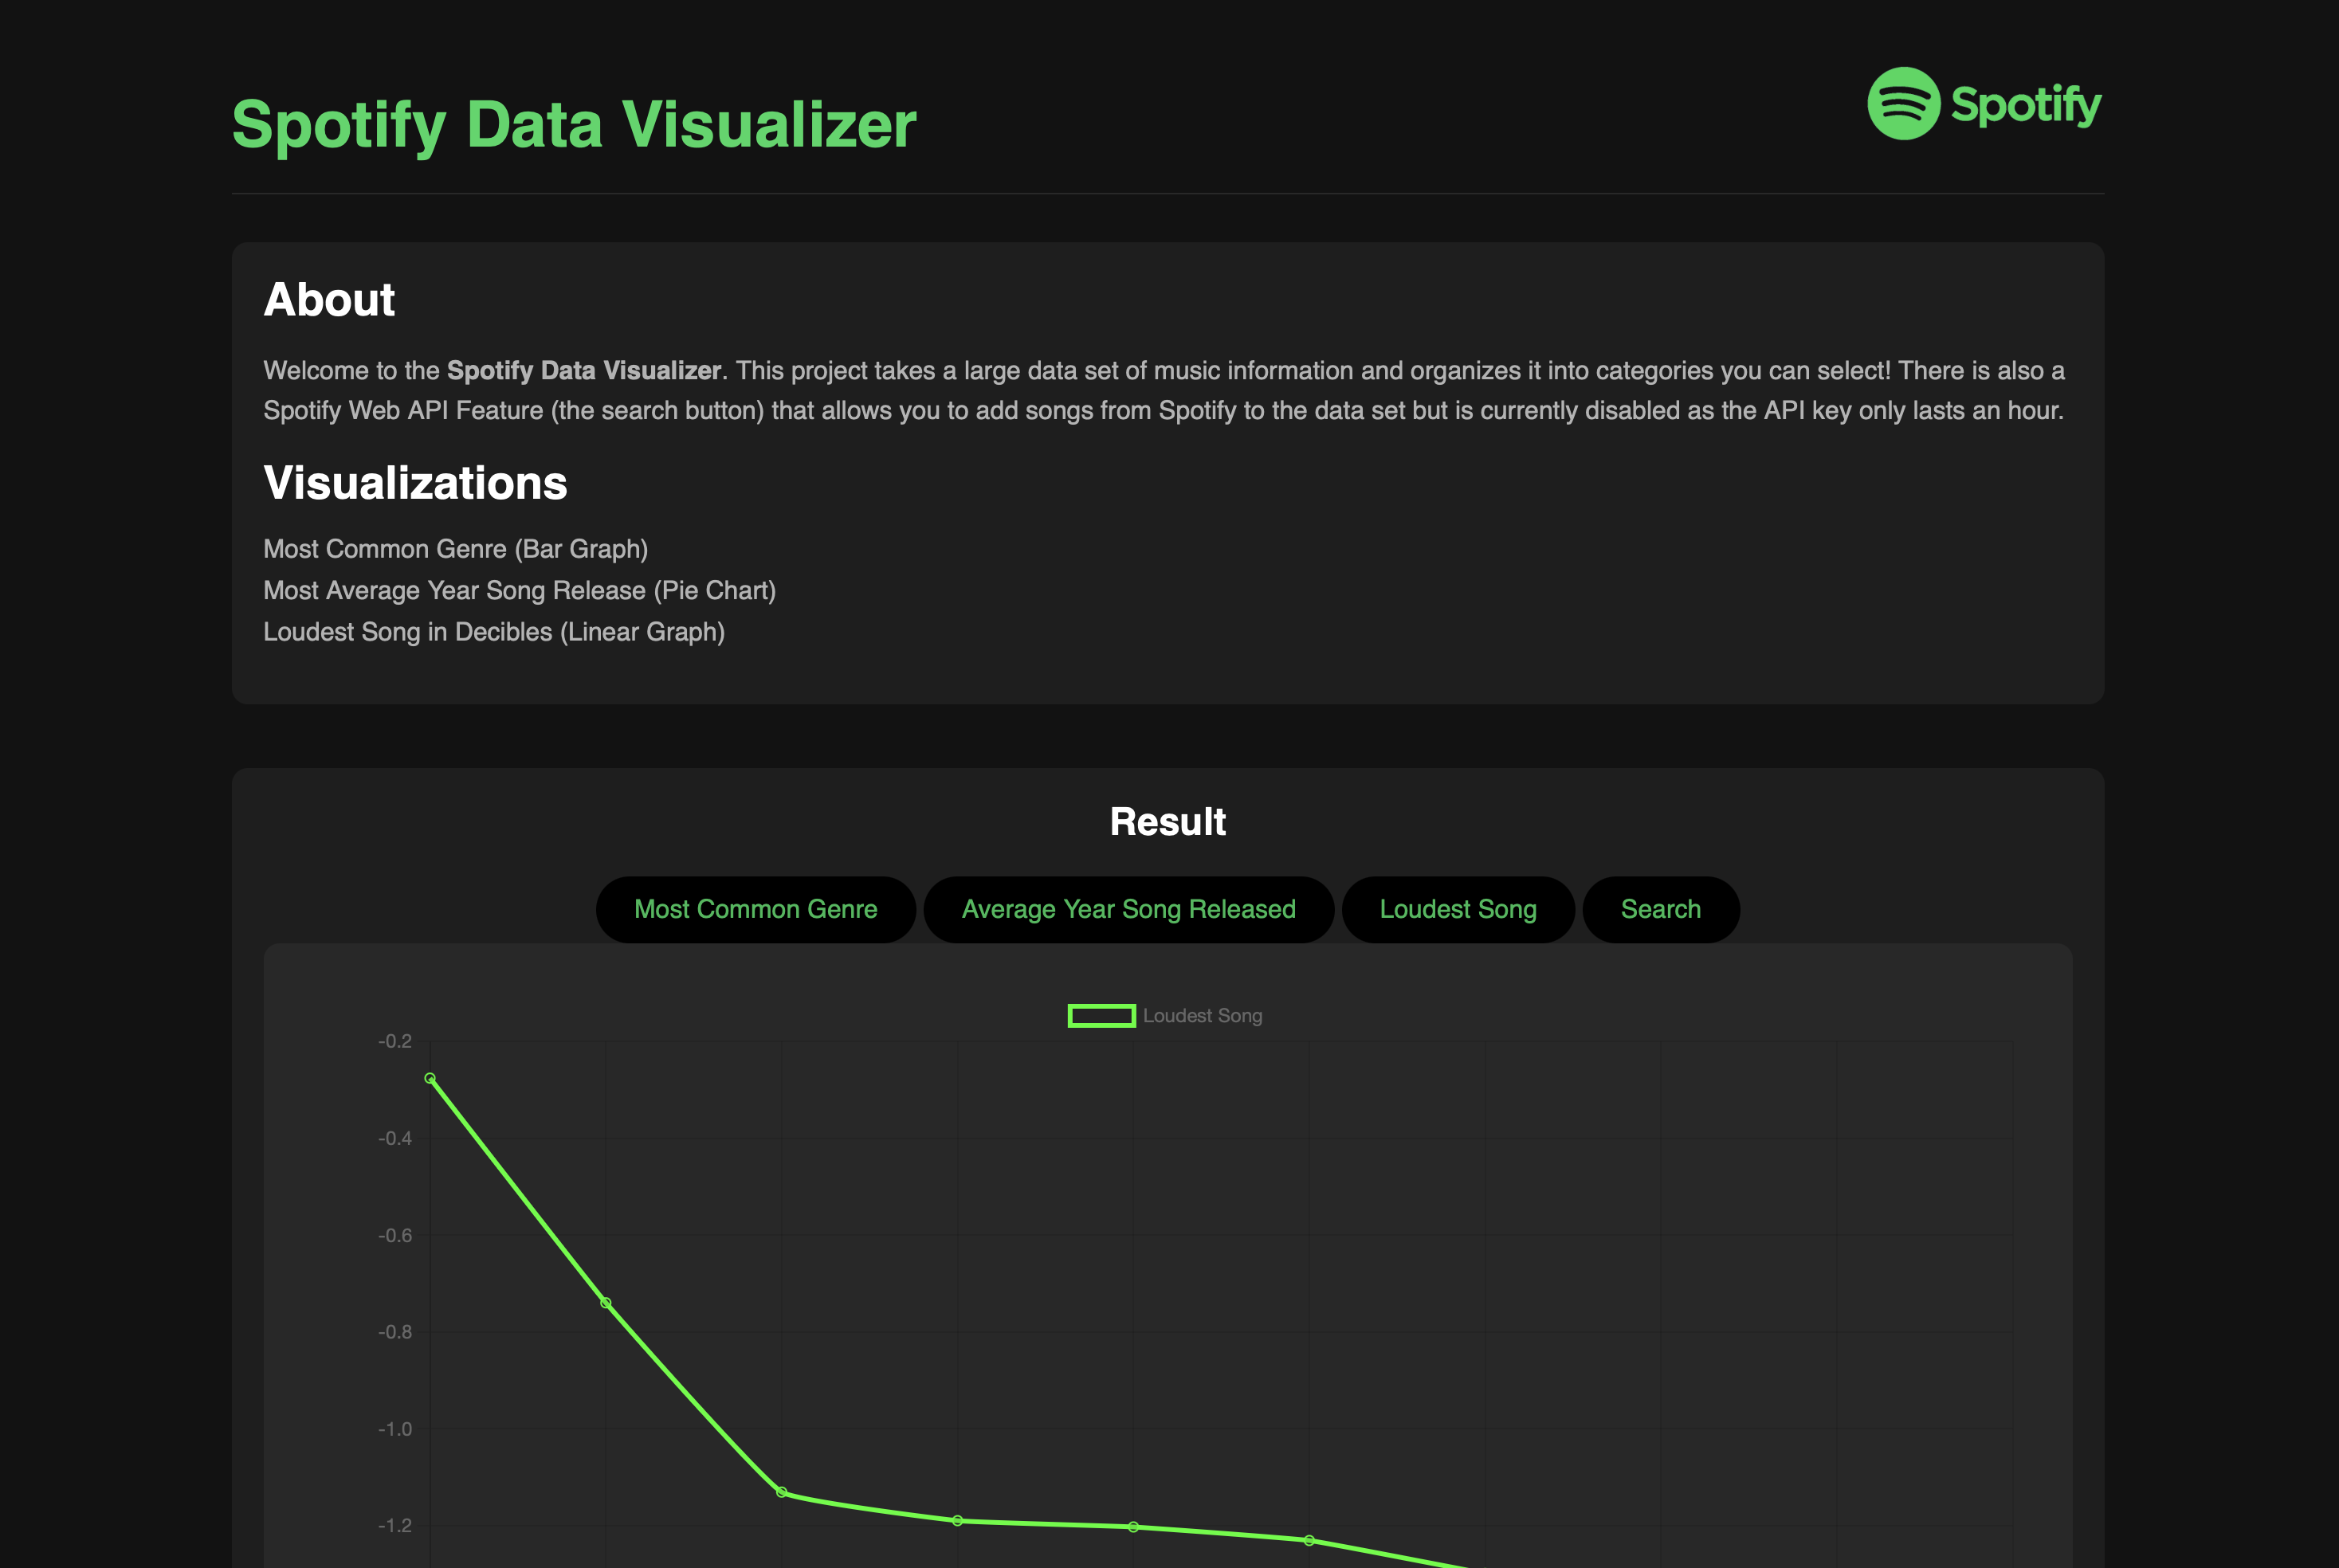 Spotify Data Visualizer
Spotify
About
Welcome to the Spotify Data Visualizer. This project takes a large data set of music information and organizes it into categories you can select! There is also a
Spotify Web API Feature (the search button) that allows you to add songs from Spotify to the data set but is currently disabled as the API key only lasts an hour.
Visualizations
Most Common Genre (Bar Graph)
Most Average Year Song Release (Pie Chart)
Loudest Song in Decibles (Linear Graph)
Result
Most Common Genre
Average Year Song Released
Loudest Song
Search
Loudest Song
-0.2
-0.4
-0.6
-0.8
-1.0
-1.2